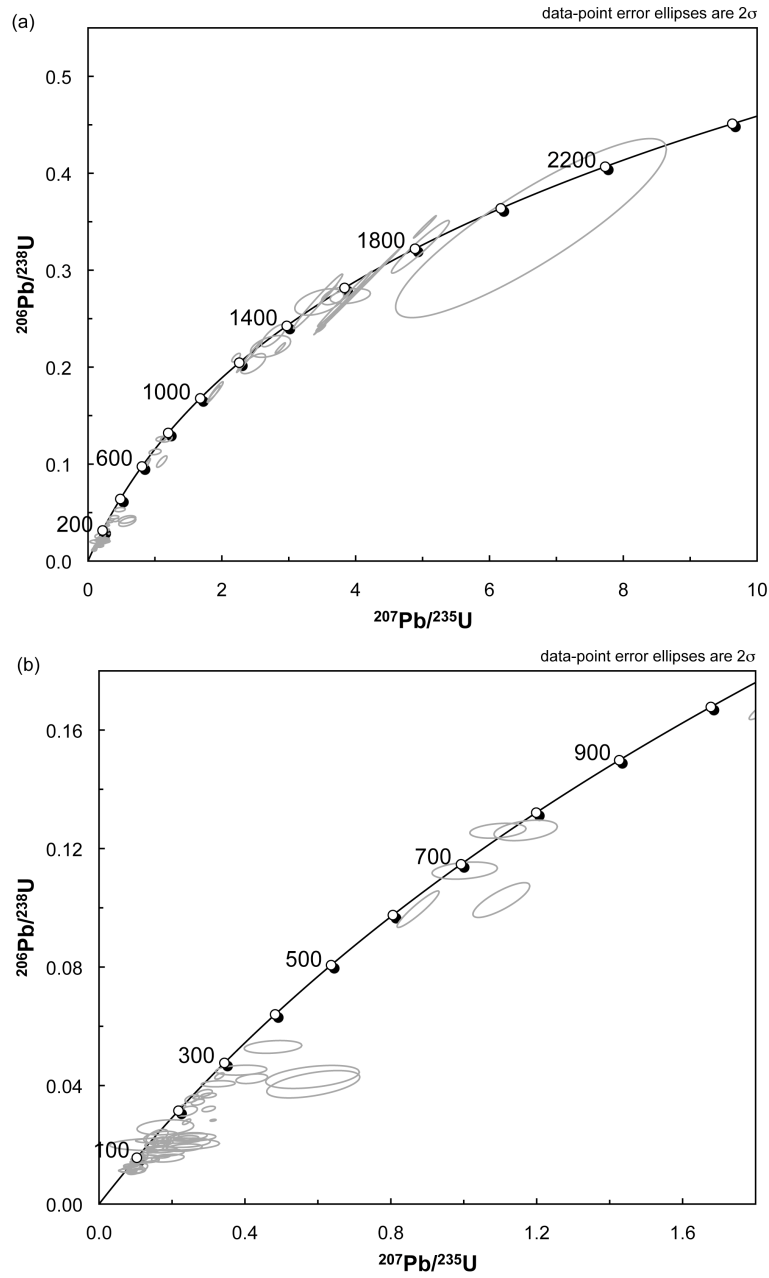 (a)
data-point error ellipses are 2σ
0.5
0.4
2200
0.3
1800
²⁰⁶Pb/²³⁸U
1400
0.2
1000
600
0.1
200
0.0
0 2 4 6 8 10
²⁰⁷Pb/²³⁵U
(b)
data-point error ellipses are 2σ
0.16
900
0.12
700
²⁰⁶Pb/²³⁸U
500
0.08
300
0.04
100
0.00
0.0 0.4 0.8 1.2 1.6
²⁰⁷Pb/²³⁵U